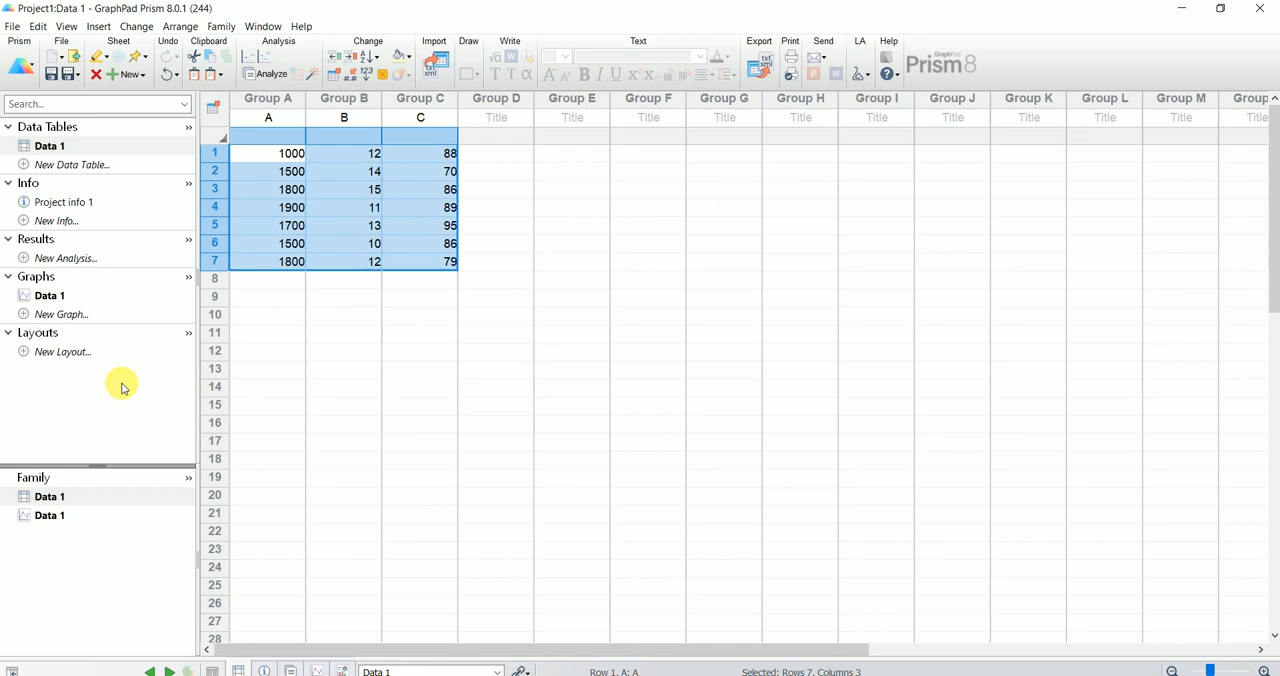 Project1:Data 1 - GraphPad Prism 8.0.1 (244)
File Edit View Insert Change Arrange Family Window Help
Prism File Sheet Undo Clipboard Analysis Change Import Draw Write Text Export Print Send LA Help
New Analyze
GraphPad
Prism8
Search...
Group A Group B Group C Group D Group E Group F Group G Group H Group I Group J Group K Group L Group M Group
A B C Title Title Title Title Title Title Title Title Title Title Title
Data Tables
Data 1
New Data Table...
Info
Project info 1
New Info...
Results
New Analysis...
Graphs
Data 1
New Graph...
Layouts
New Layout...
Family
Data 1
Data 1
1 1000 12 88
2 1500 14 70
3 1800 15 86
4 1900 11 89
5 1700 13 95
6 1500 10 86
7 1800 12 79
8
9
10
11
12
13
14
15
16
17
18
19
20
21
22
23
24
25
26
27
28
Data 1 Row 1, A: A Selected: Rows 7, Columns 3